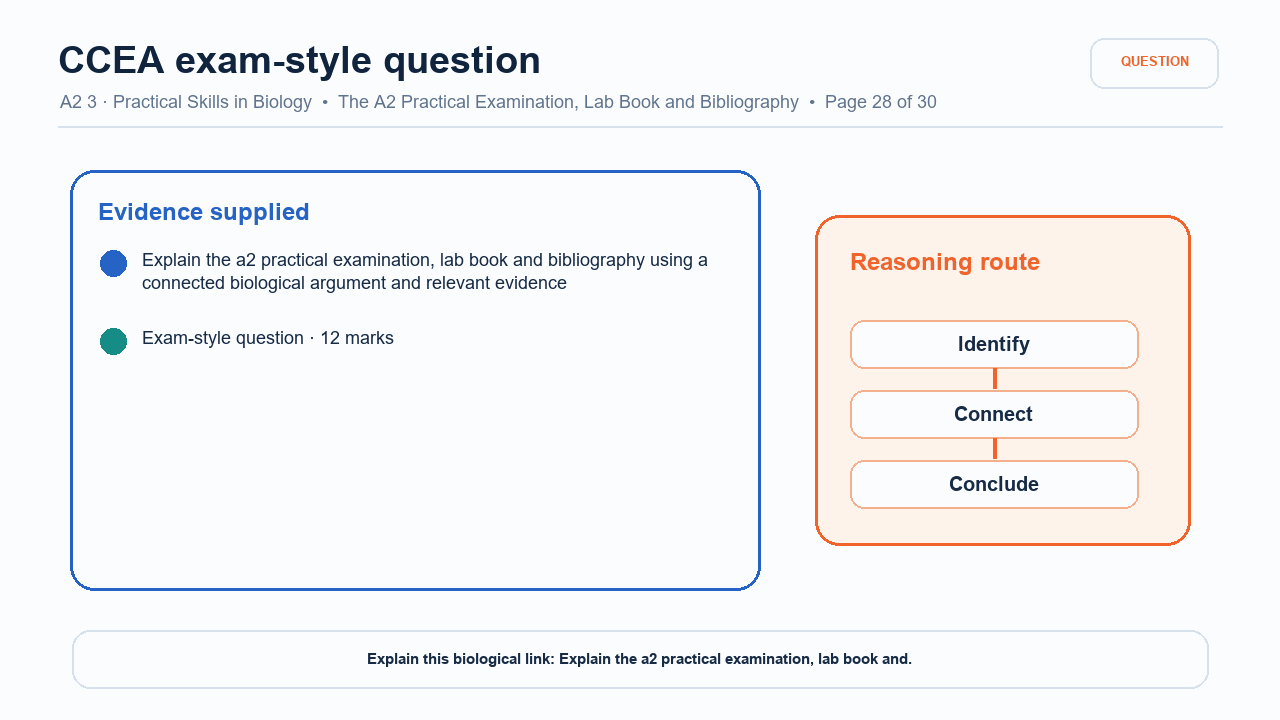 CCEA exam-style question
QUESTION
A2 3 · Practical Skills in Biology • The A2 Practical Examination, Lab Book and Bibliography • Page 28 of 30
Evidence supplied
Explain the a2 practical examination, lab book and bibliography using a
connected biological argument and relevant evidence
Exam-style question · 12 marks
Reasoning route
Identify
Connect
Conclude
Explain this biological link: Explain the a2 practical examination, lab book and.